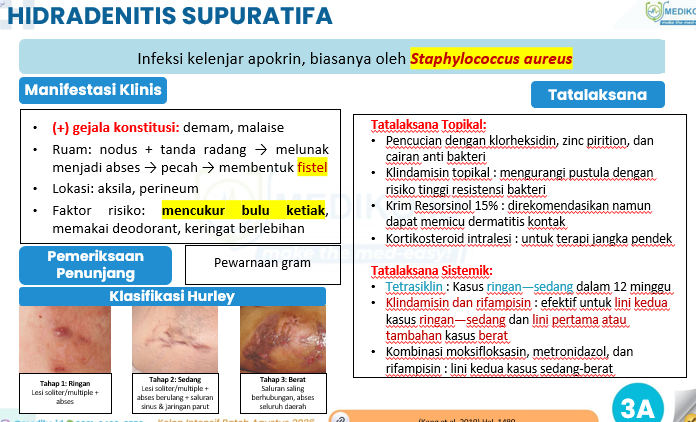 HIDRADENITIS SUPURATIFA
MEDIKO
Infeksi kelenjar apokrin, biasanya oleh Staphylococcus aureus
Manifestasi Klinis
• (+) gejala konstitusi: demam, malaise
• Ruam: nodus + tanda radang → melunak
menjadi abses → pecah → membentuk fistel
• Lokasi: aksila, perineum
• Faktor risiko: mencukur bulu ketiak,
memakai deodorant, keringat berlebihan
Pemeriksaan
Penunjang
Pewarnaan gram
Klasifikasi Hurley
Tahap 1: Ringan
Lesi soliter/multiple +
abses
Tahap 2: Sedang
Lesi soliter/multiple +
abses berulang + saluran
sinus & jaringan parut
Tahap 3: Berat
Saluran saling
berhubungan, abses
seluruh daerah
Tatalaksana
Tatalaksana Topikal:
• Pencucian dengan klorheksidin, zinc pirition, dan
cairan anti bakteri
• Klindamisin topikal : mengurangi pustula dengan
risiko tinggi resistensi bakteri
• Krim Resorsinol 15% : direkomendasikan namun
dapat memicu dermatitis kontak
• Kortikosteroid intralesi : untuk terapi jangka pendek
Tatalaksana Sistemik:
• Tetrasiklin : Kasus ringan—sedang dalam 12 minggu
• Klindamisin dan rifampisin : efektif untuk lini kedua
kasus ringan—sedang dan lini pertama atau
tambahan kasus berat
• Kombinasi moksifloksasin, metronidazol, dan
rifampisin : lini kedua kasus sedang-berat
3A